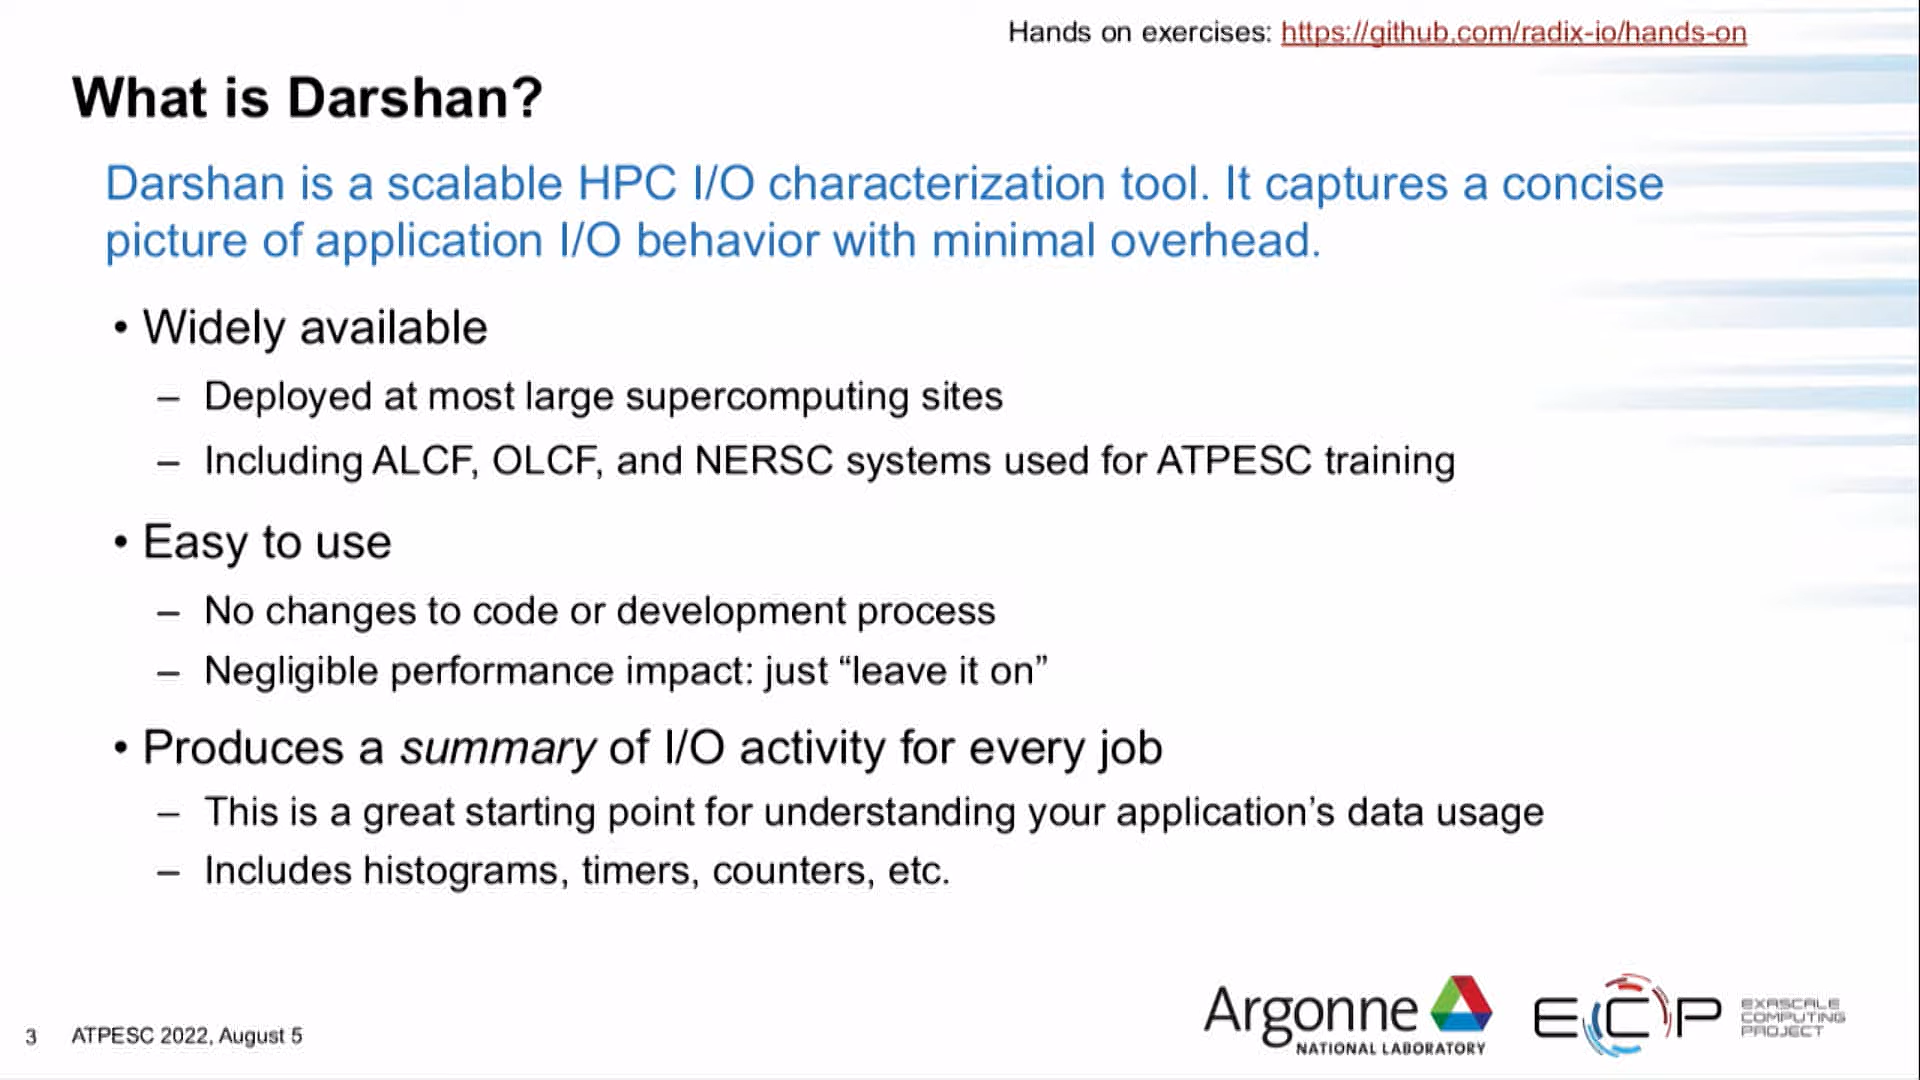 Hands on exercises: https://github.com/radix-io/hands-on
What is Darshan?
Darshan is a scalable HPC I/O characterization tool. It captures a concise
picture of application I/O behavior with minimal overhead.
• Widely available
– Deployed at most large supercomputing sites
– Including ALCF, OLCF, and NERSC systems used for ATPESC training
• Easy to use
– No changes to code or development process
– Negligible performance impact: just “leave it on”
• Produces a summary of I/O activity for every job
– This is a great starting point for understanding your application’s data usage
– Includes histograms, timers, counters, etc.
3 ATPESC 2022, August 5
Argonne
NATIONAL LABORATORY
ECP
EXASCALE
COMPUTING
PROJECT